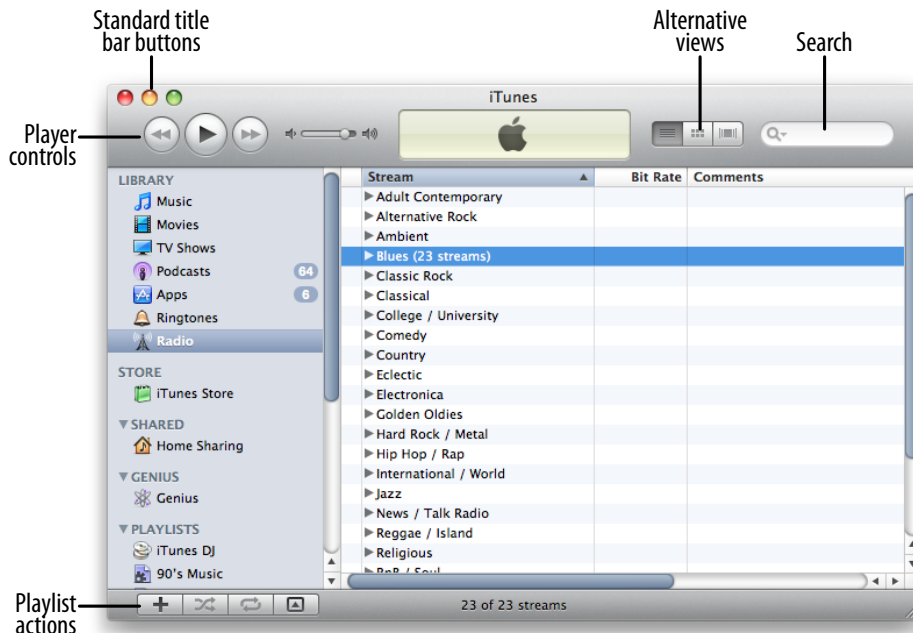 Standard title
bar buttons
Alternative
views
Search
Player
controls
iTunes
LIBRARY
Music
Movies
TV Shows
Podcasts 64
Apps 6
Ringtones
Radio
STORE
iTunes Store
SHARED
Home Sharing
GENIUS
Genius
PLAYLISTS
iTunes DJ
90's Music
Stream Bit Rate Comments
Adult Contemporary
Alternative Rock
Ambient
Blues (23 streams)
Classic Rock
Classical
College / University
Comedy
Country
Eclectic
Electronica
Golden Oldies
Hard Rock / Metal
Hip Hop / Rap
International / World
Jazz
News / Talk Radio
Reggae / Island
Religious
RnB / Soul
Playlist
actions
23 of 23 streams